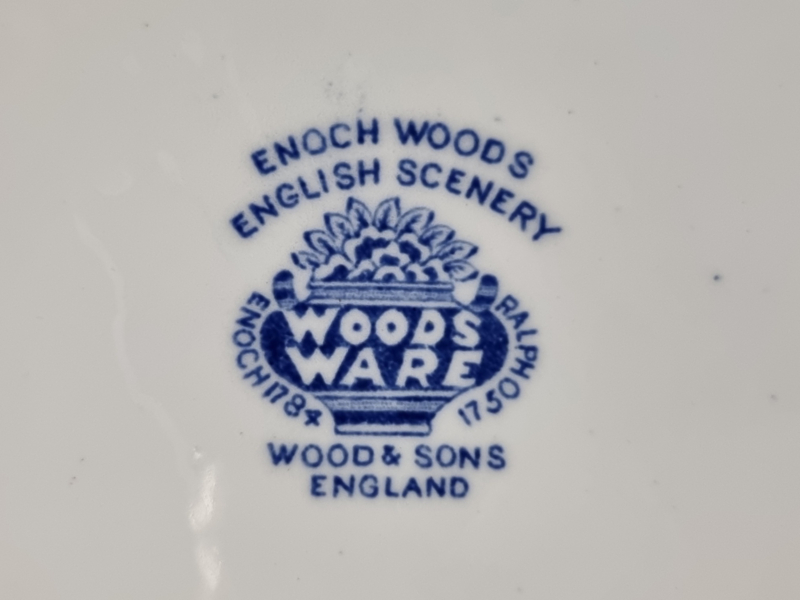 ENOCH WOODS
ENGLISH SCENERY
WOODS
WARE
ENOCH 1784
RALPH 1750
WOOD & SONS
ENGLAND